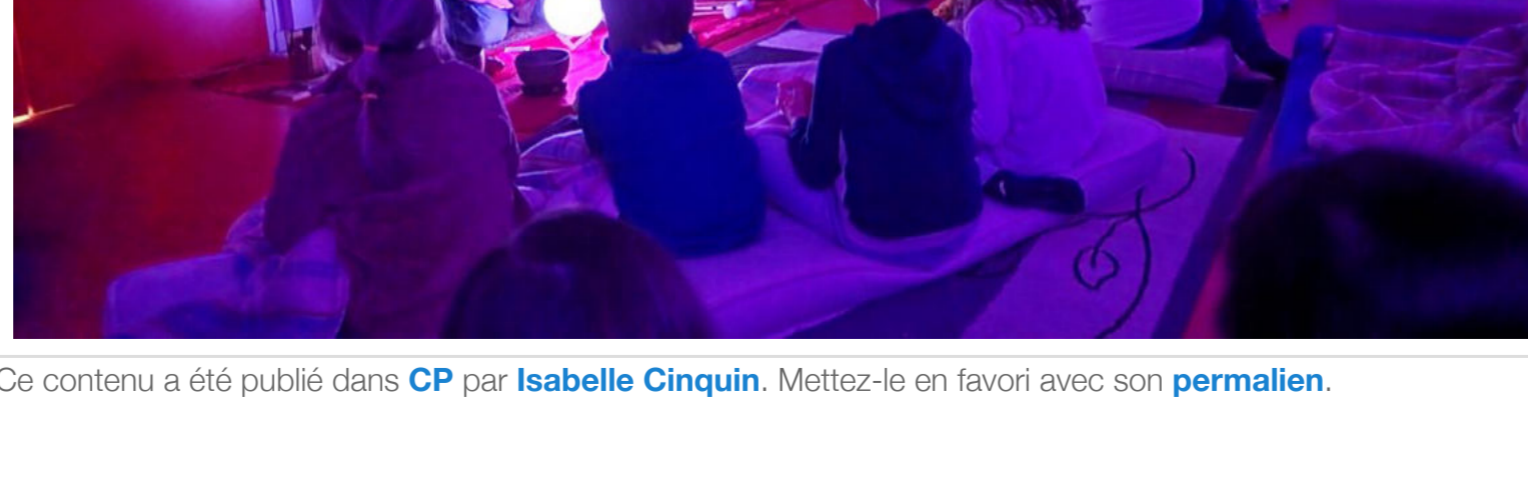 Ce contenu a été publié dans CP par Isabelle Cinquin. Mettez-le en favori avec son permalien.